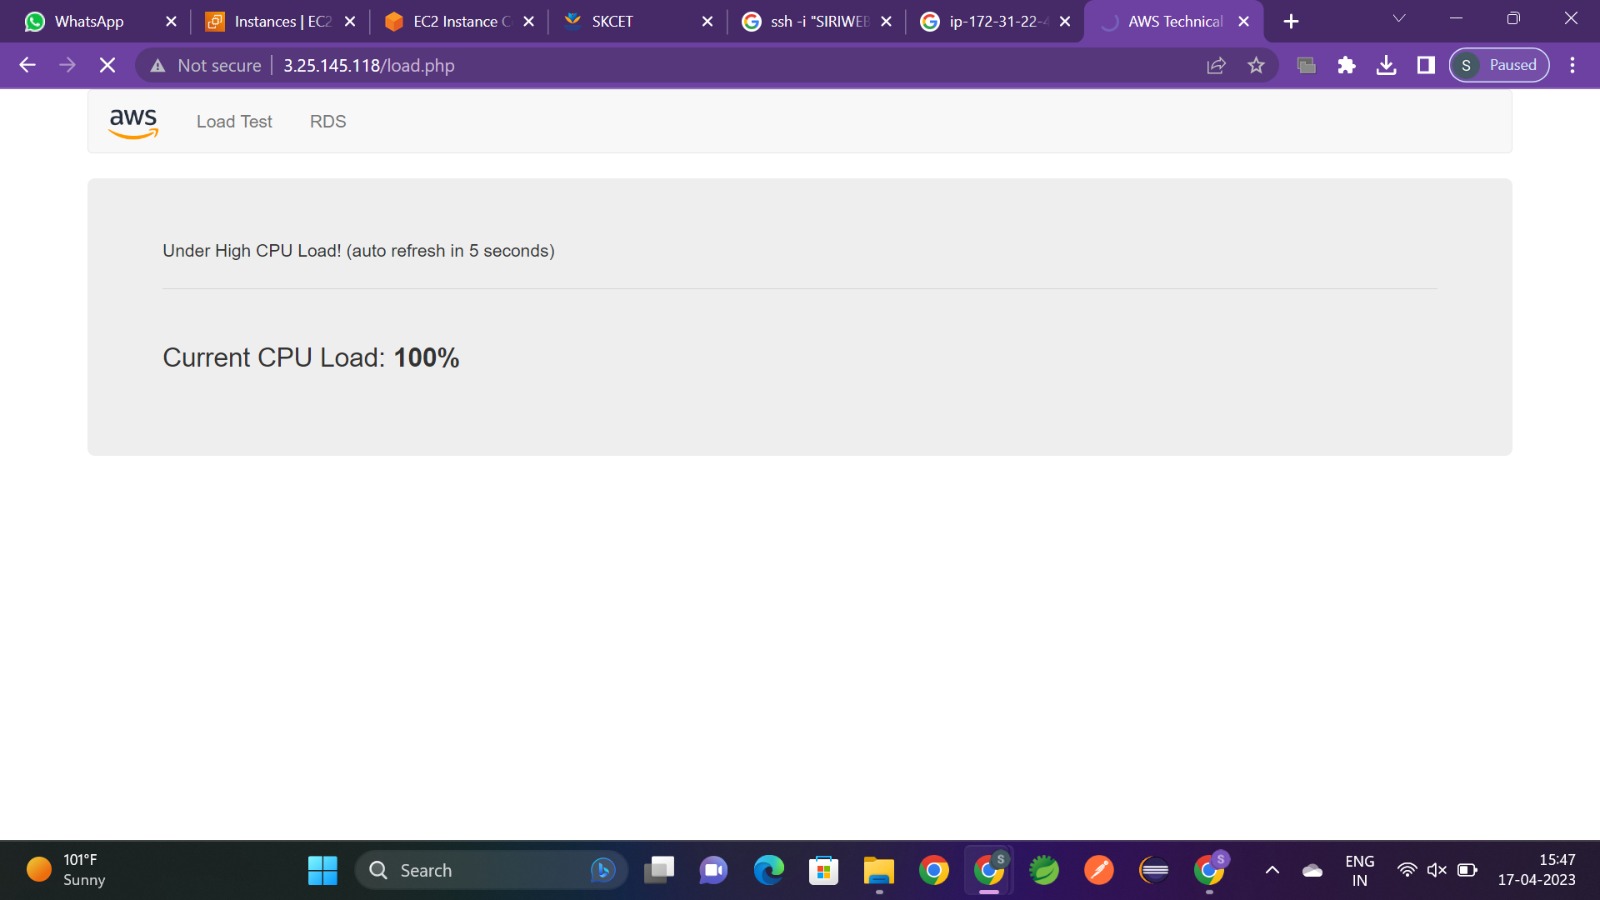 WhatsApp
Instances | EC2
EC2 Instance C
SKCET
ssh -i "SIRIWEB
ip-172-31-22-4
AWS Technical
Not secure
3.25.145.118/load.php
S
Paused
aws
Load Test
RDS
Under High CPU Load! (auto refresh in 5 seconds)
Current CPU Load: 100%
101°F
Sunny
Search
S
S
ENG
IN
15:47
17-04-2023